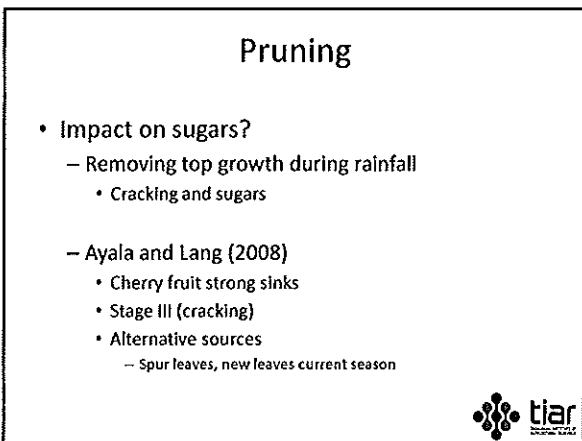 Pruning
• Impact on sugars?
– Removing top growth during rainfall
• Cracking and sugars
– Ayala and Lang (2008)
• Cherry fruit strong sinks
• Stage III (cracking)
• Alternative sources
– Spur leaves, new leaves current season
tiar